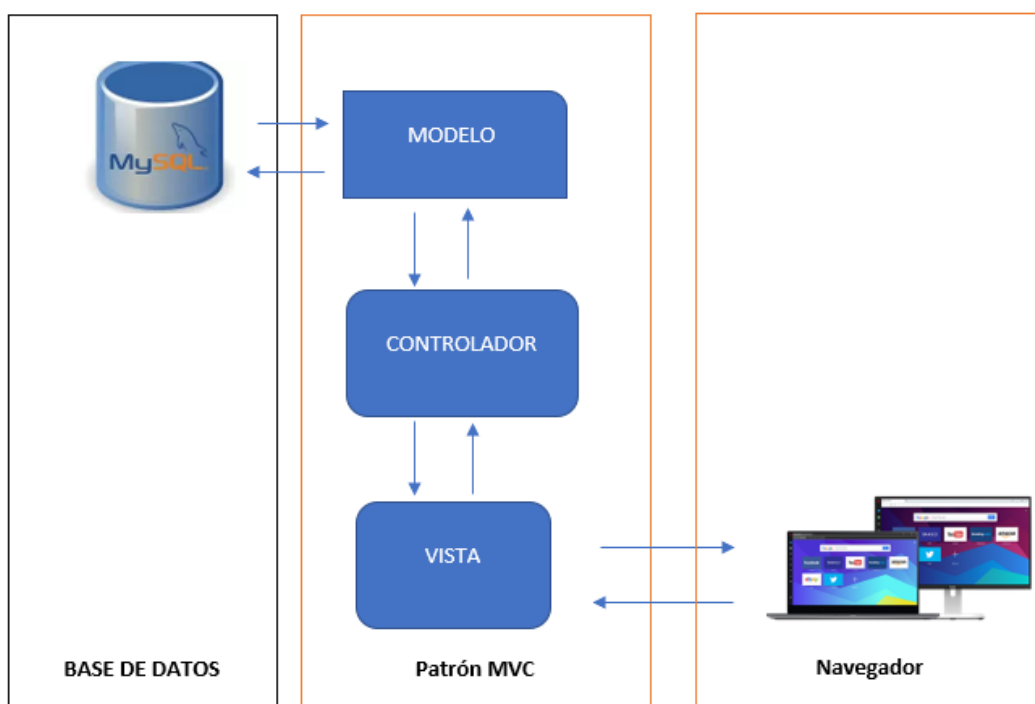 MySQL
MODELO
CONTROLADOR
VISTA
BASE DE DATOS
Patrón MVC
Navegador